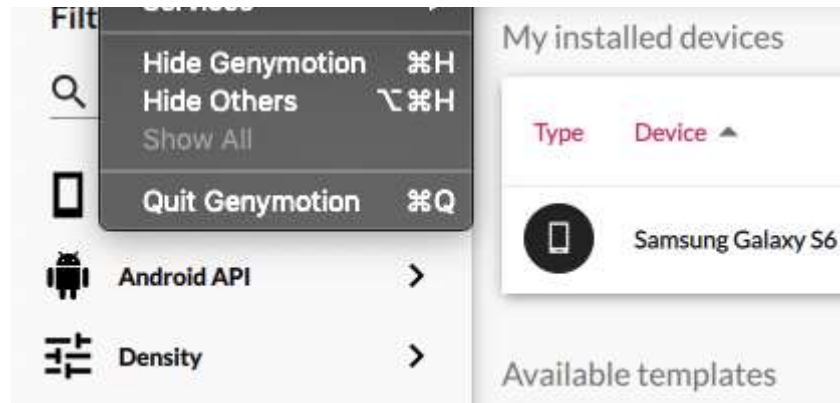 Filt
Services
Hide Genymotion ⌘H
Hide Others ⌥⌘H
Show All
Quit Genymotion ⌘Q
Android API
Density
My installed devices
Type Device
Samsung Galaxy S6
Available templates